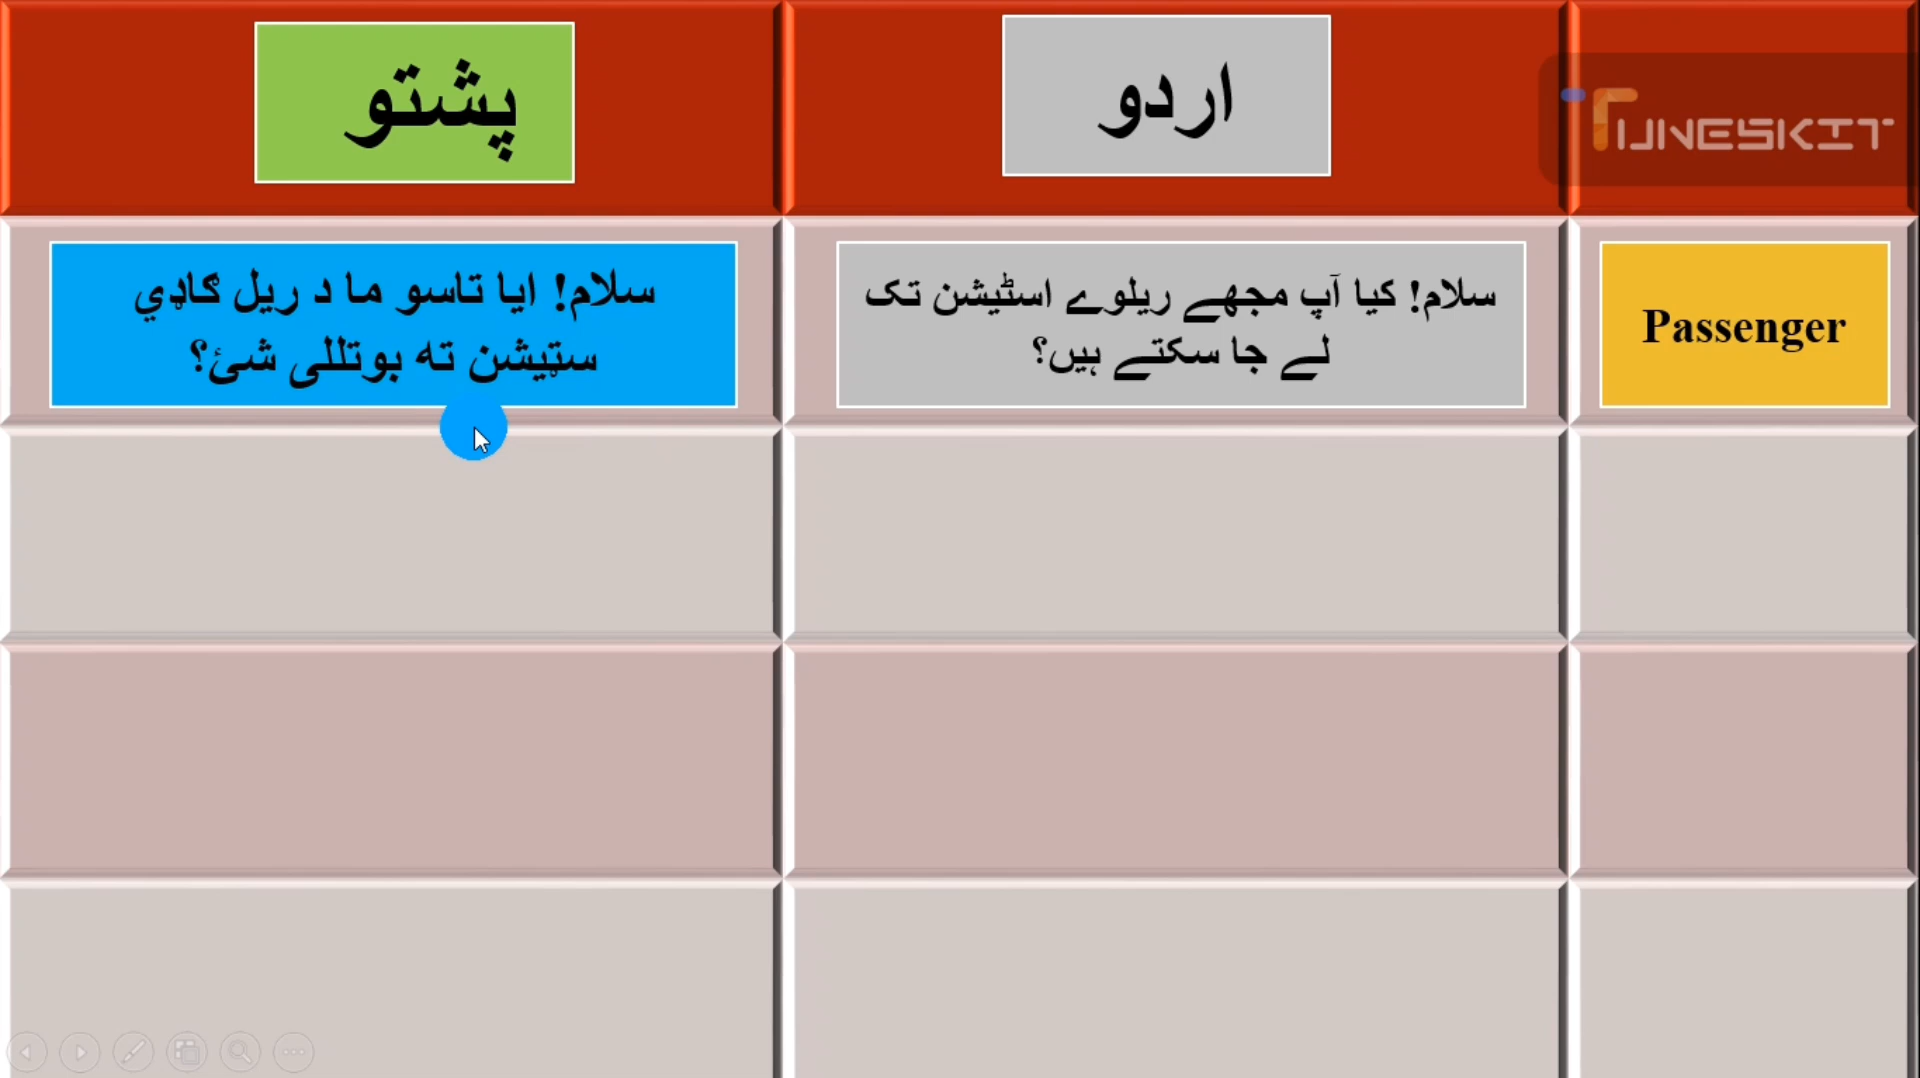 پشتو
اردو
TUNESKIT
سلام! ایا تاسو ما د ریل ګاډي
سټیشن ته بوتللی شئ؟
سلام! کیا آپ مجھے ریلوے اسٹیشن تک
لے جا سکتے ہیں؟
Passenger